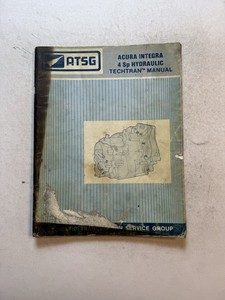 ATSG
ACURA INTEGRA
4 Sp HYDRAULIC
TECHTRAN™ MANUAL
SERVICE GROUP